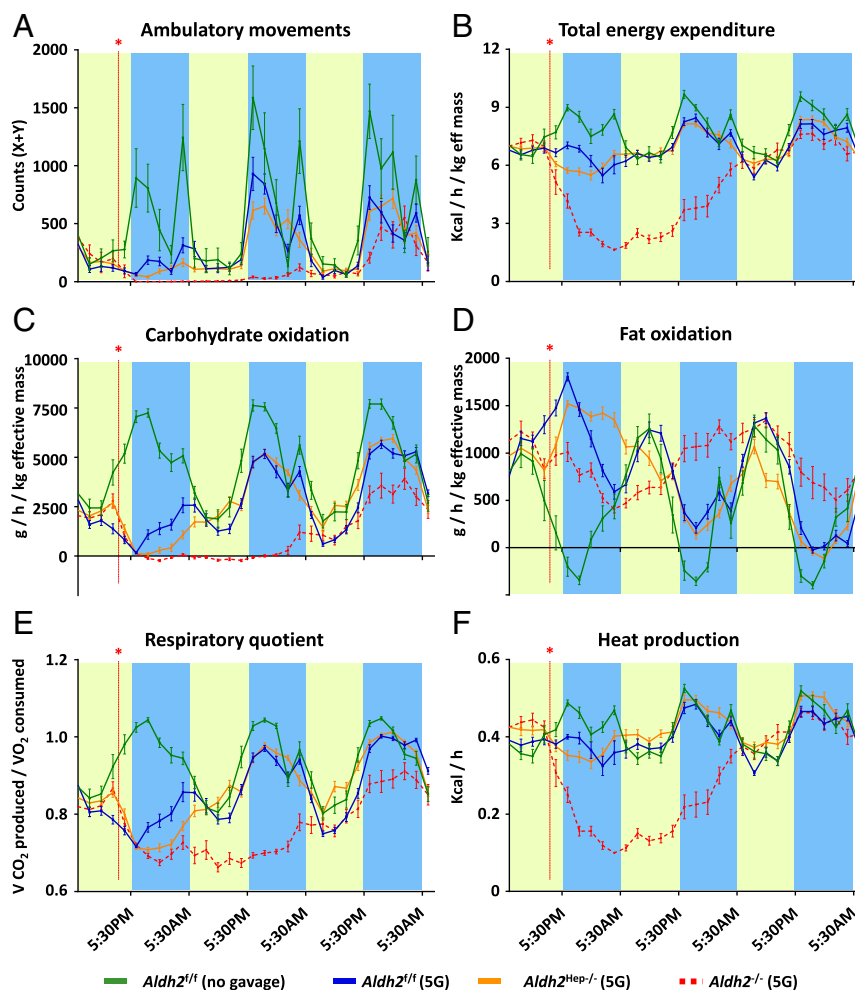 A Ambulatory movements
*
Counts (X+Y)
2000
1500
1000
500
0
B Total energy expenditure
*
Kcal / h / kg eff mass
12
9
6
3
0
C Carbohydrate oxidation
*
g / h / kg effective mass
10000
7500
5000
2500
0
D Fat oxidation
*
g / h / kg effective mass
2000
1500
1000
500
0
E Respiratory quotient
*
V CO₂ produced / VO₂ consumed
1.2
1.0
0.8
0.6
5:30PM 5:30AM 5:30PM 5:30AM 5:30PM 5:30AM
F Heat production
*
Kcal / h
0.6
0.4
0.2
0
5:30PM 5:30AM 5:30PM 5:30AM 5:30PM 5:30AM
Aldh2f/f (no gavage) Aldh2f/f (5G) Aldh2Hep-/- (5G) Aldh2-/- (5G)